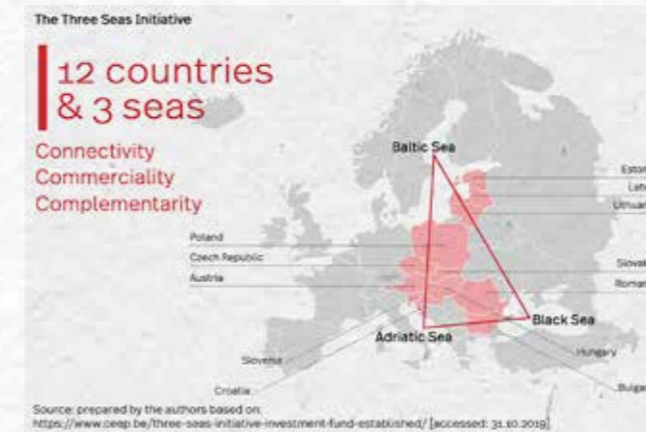 The Three Seas Initiative
12 countries
& 3 seas
Connectivity
Commerciality
Complementarity
Baltic Sea
Poland
Czech Republic
Austria
Black Sea
Adriatic Sea
Hungary
Slovenia
Croatia
Source: prepared by the authors based on:
https://www.ceep.be/three-seas-initiative-investment-fund-established/ [accessed: 31.10.2019]